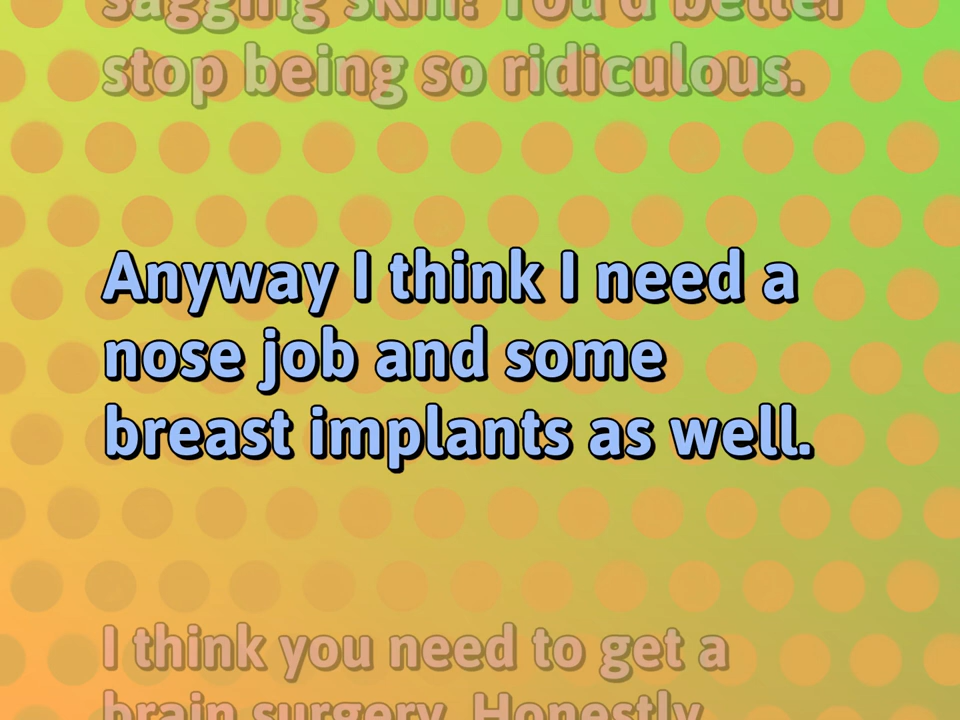 sagging skin! You'd better
stop being so ridiculous.
Anyway I think I need a
nose job and some
breast implants as well.
I think you need to get a
brain surgery. Honestly